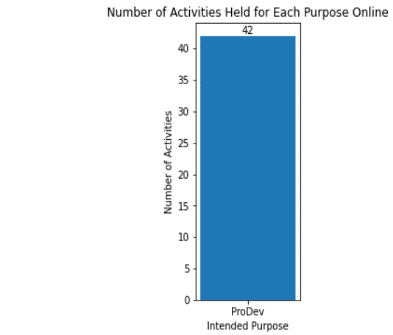 Number of Activities Held for Each Purpose Online
42
40
35
30
25
20
15
10
5
0
Number of Activities
ProDev
Intended Purpose